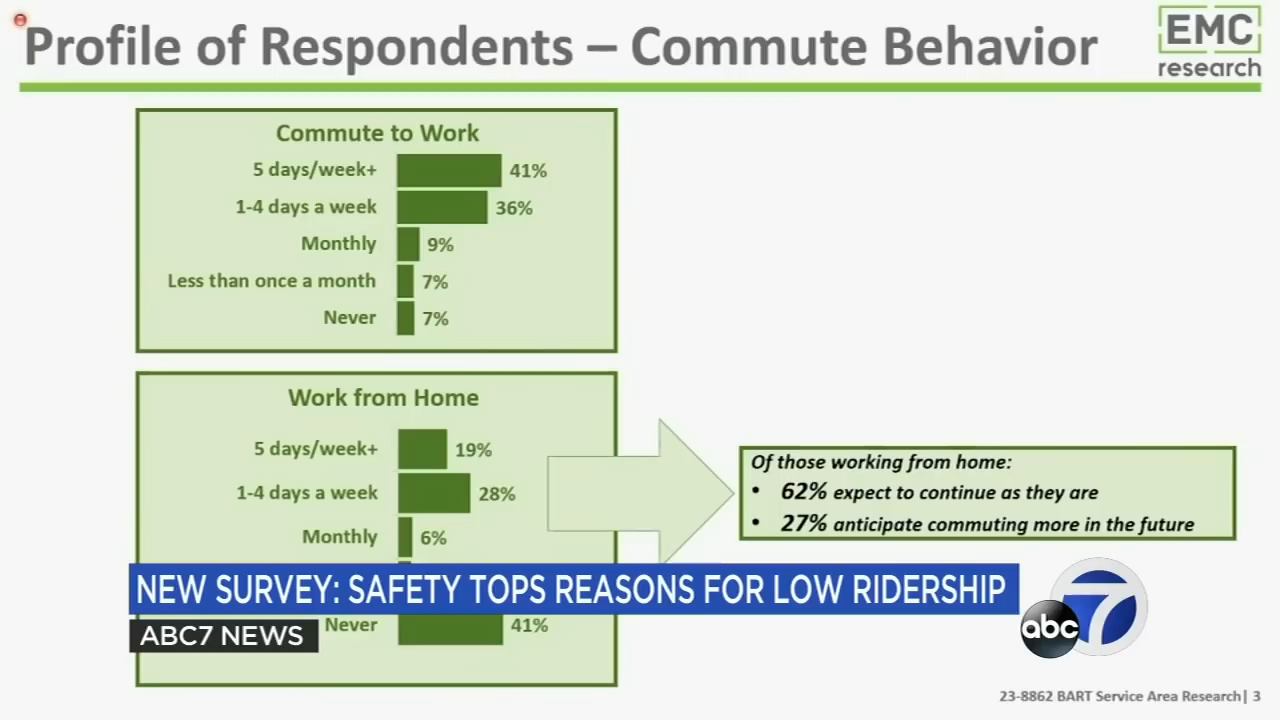 Profile of Respondents – Commute Behavior
EMC
research
Commute to Work
5 days/week+ 41%
1-4 days a week 36%
Monthly 9%
Less than once a month 7%
Never 7%
Work from Home
5 days/week+ 19%
1-4 days a week 28%
Monthly 6%
Of those working from home:
• 62% expect to continue as they are
• 27% anticipate commuting more in the future
NEW SURVEY: SAFETY TOPS REASONS FOR LOW RIDERSHIP
abc 7
ABC7 NEWS
Never 41%
23-8862 BART Service Area Research| 3